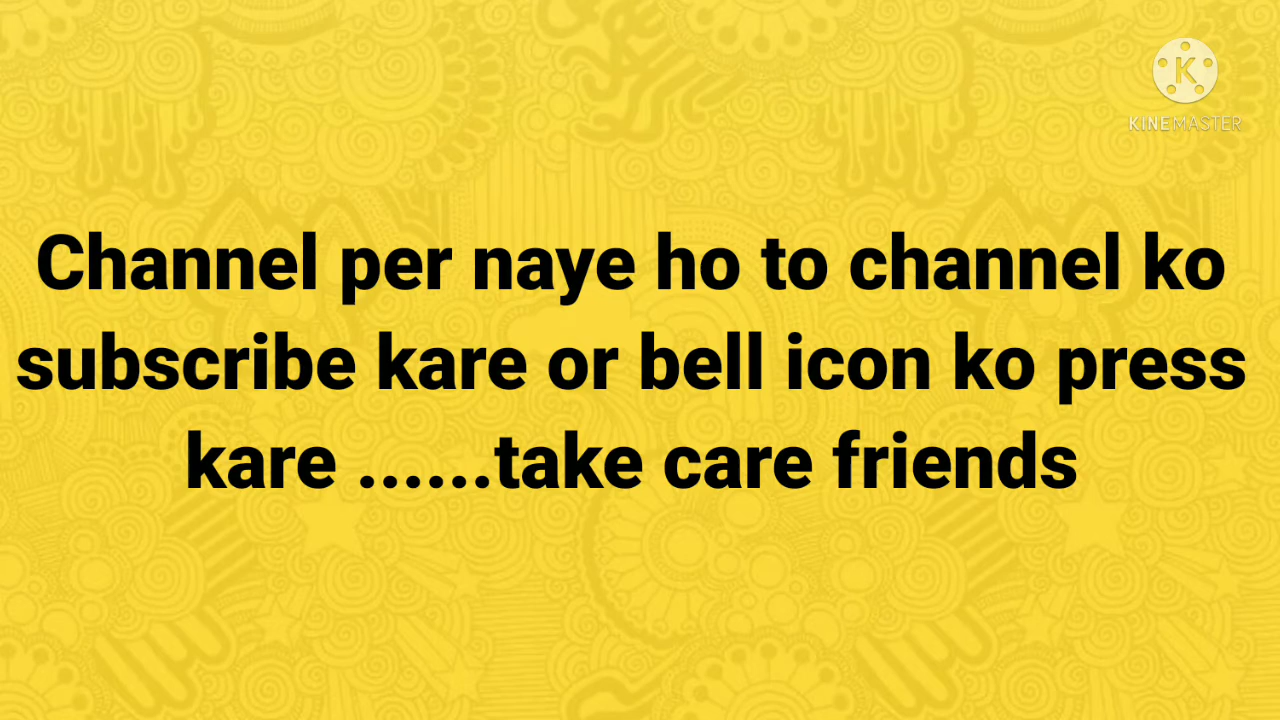 KINEMASTER
Channel per naye ho to channel ko
subscribe kare or bell icon ko press
kare ......take care friends